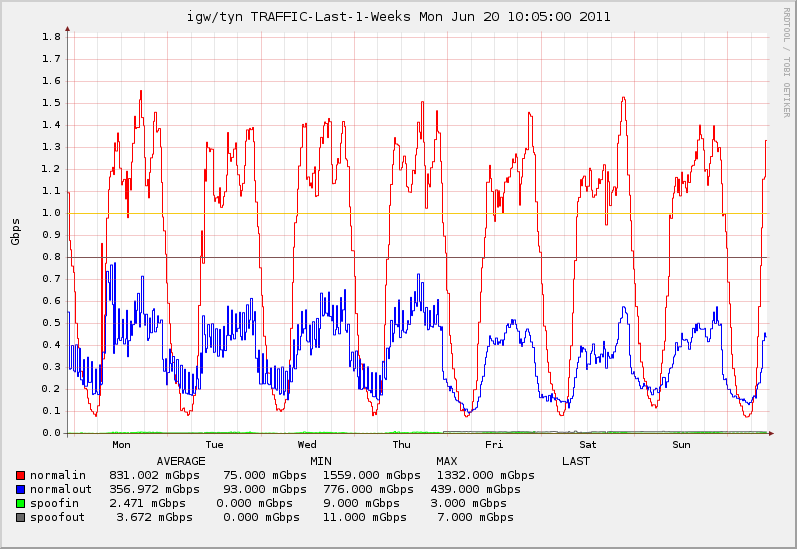 igw/tyn TRAFFIC-Last-1-Weeks Mon Jun 20 10:05:00 2011
RRDTOOL / TOBI OETIKER
Gbps
1.8
1.7
1.6
1.5
1.4
1.3
1.2
1.1
1.0
0.9
0.8
0.7
0.6
0.5
0.4
0.3
0.2
0.1
0.0
Mon Tue Wed Thu Fri Sat Sun
AVERAGE MIN MAX LAST
normalin 831.002 mGbps 75.000 mGbps 1559.000 mGbps 1332.000 mGbps
normalout 356.972 mGbps 93.000 mGbps 776.000 mGbps 439.000 mGbps
spoofin 2.471 mGbps 0.000 mGbps 9.000 mGbps 3.000 mGbps
spoofout 3.672 mGbps 0.000 mGbps 11.000 mGbps 7.000 mGbps